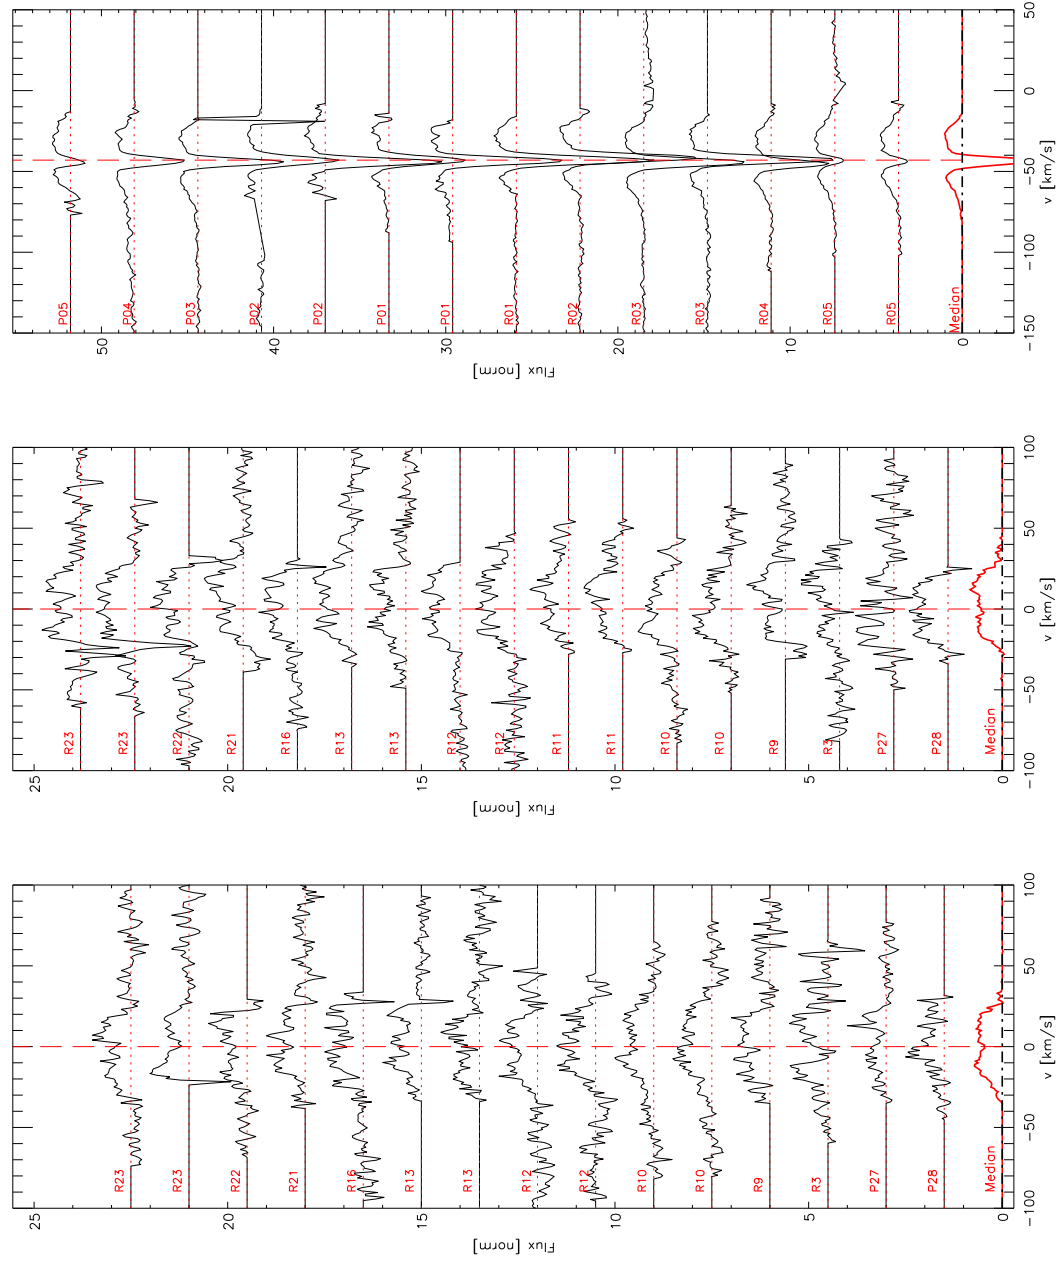 Flux [norm]
25
20
15
10
5
0
R23
R23
R22
R21
R16
R13
R13
R12
R12
R10
R10
R9
R3
P27
P28
Median
-100
-50
0
50
100
v [km/s]
Flux [norm]
25
20
15
10
5
0
R23
R23
R22
R21
R16
R13
R13
R12
R12
R11
R11
R10
R10
R9
R3
P27
P28
Median
-100
-50
0
50
100
v [km/s]
Flux [norm]
50
40
30
20
10
0
P05
P04
P03
P02
P02
P01
P01
R01
R02
R03
R03
R04
R05
R05
Median
-150
-100
-50
0
50
v [km/s]